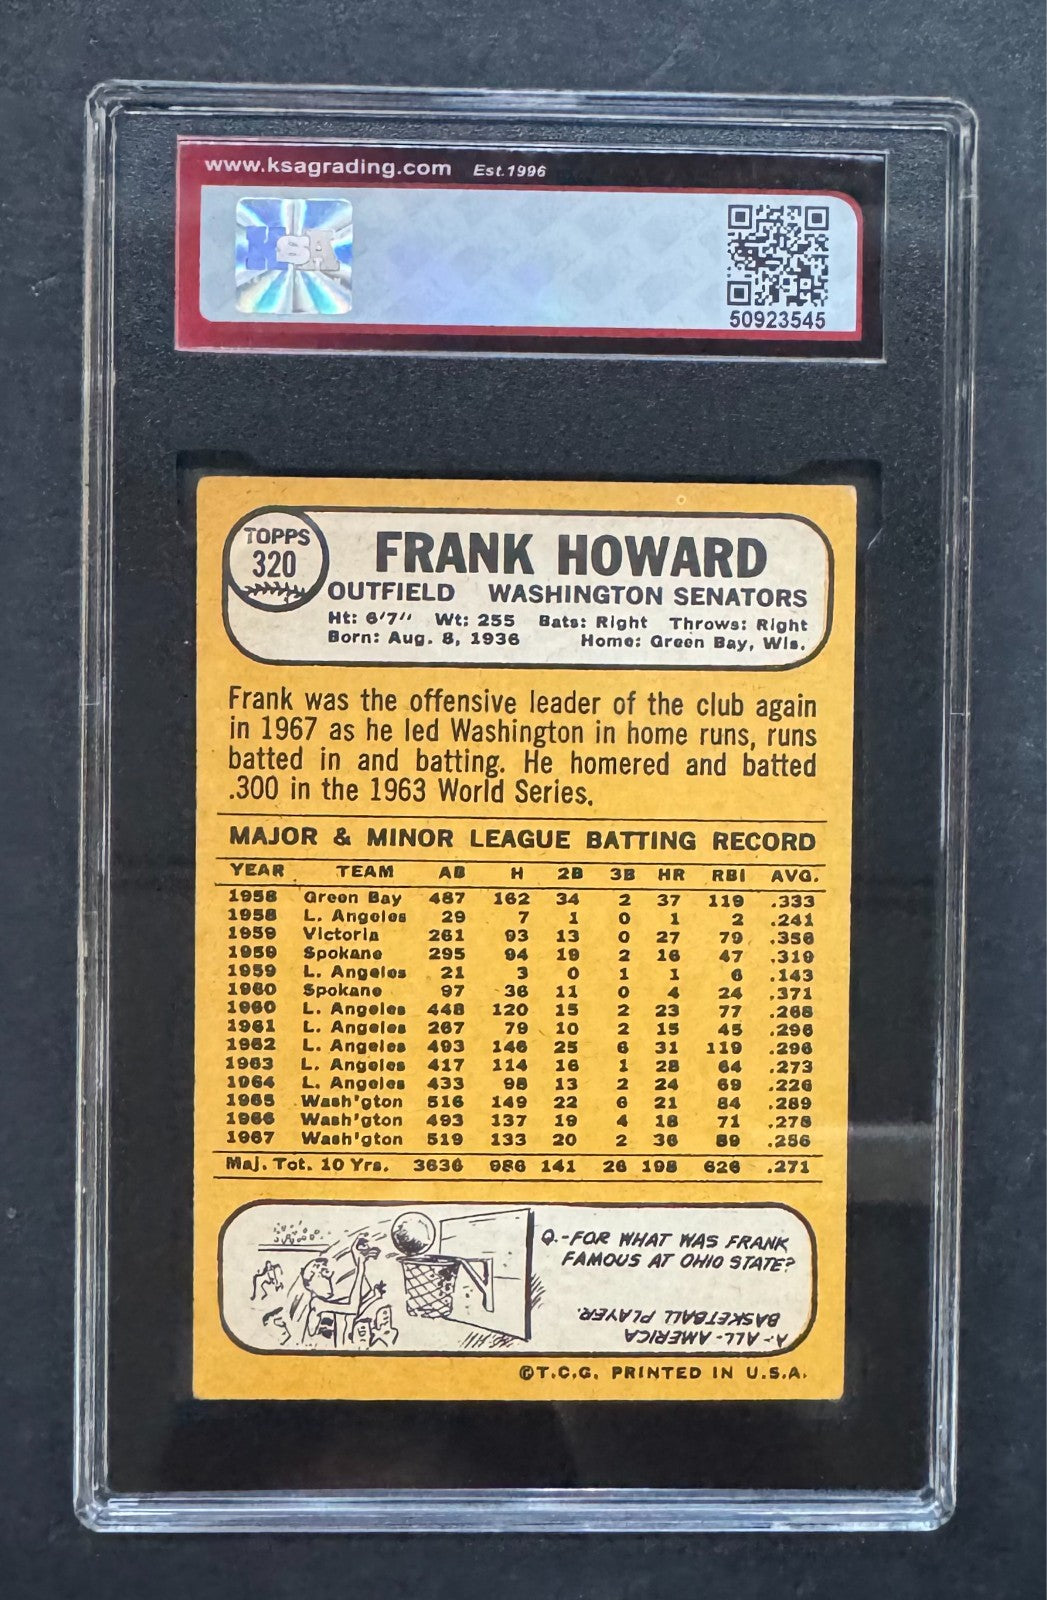 www.ksagrading.com Est.1996
KSA
50923545
TOPPS
320
FRANK HOWARD
OUTFIELD WASHINGTON SENATORS
Ht: 6'7" Wt: 255 Bats: Right Throws: Right
Born: Aug. 8, 1936 Home: Green Bay, Wis.
Frank was the offensive leader of the club again
in 1967 as he led Washington in home runs, runs
batted in and batting. He homered and batted
.300 in the 1963 World Series.
MAJOR & MINOR LEAGUE BATTING RECORD
YEAR TEAM AB H 2B 3B HR RBI AVG.
1958 Green Bay 487 162 34 2 37 119 .333
1958 L. Angeles 29 7 1 0 1 2 .241
1959 Victoria 261 93 13 0 27 79 .356
1959 Spokane 295 94 19 2 16 47 .319
1959 L. Angeles 21 3 0 1 1 6 .143
1960 Spokane 97 36 11 0 4 24 .371
1960 L. Angeles 448 120 15 2 23 77 .268
1961 L. Angeles 267 79 10 2 15 45 .296
1962 L. Angeles 493 146 25 6 31 119 .296
1963 L. Angeles 417 114 16 1 28 64 .273
1964 L. Angeles 433 98 13 2 24 69 .226
1965 Wash'gton 516 149 22 6 21 84 .289
1966 Wash'gton 493 137 19 4 18 71 .278
1967 Wash'gton 519 133 20 2 36 89 .256
Maj. Tot. 10 Yrs. 3636 986 141 26 198 626 .271
Q.-FOR WHAT WAS FRANK
FAMOUS AT OHIO STATE?
A.-ALL-AMERICA
BASKETBALL PLAYER.
©T.C.G. PRINTED IN U.S.A.